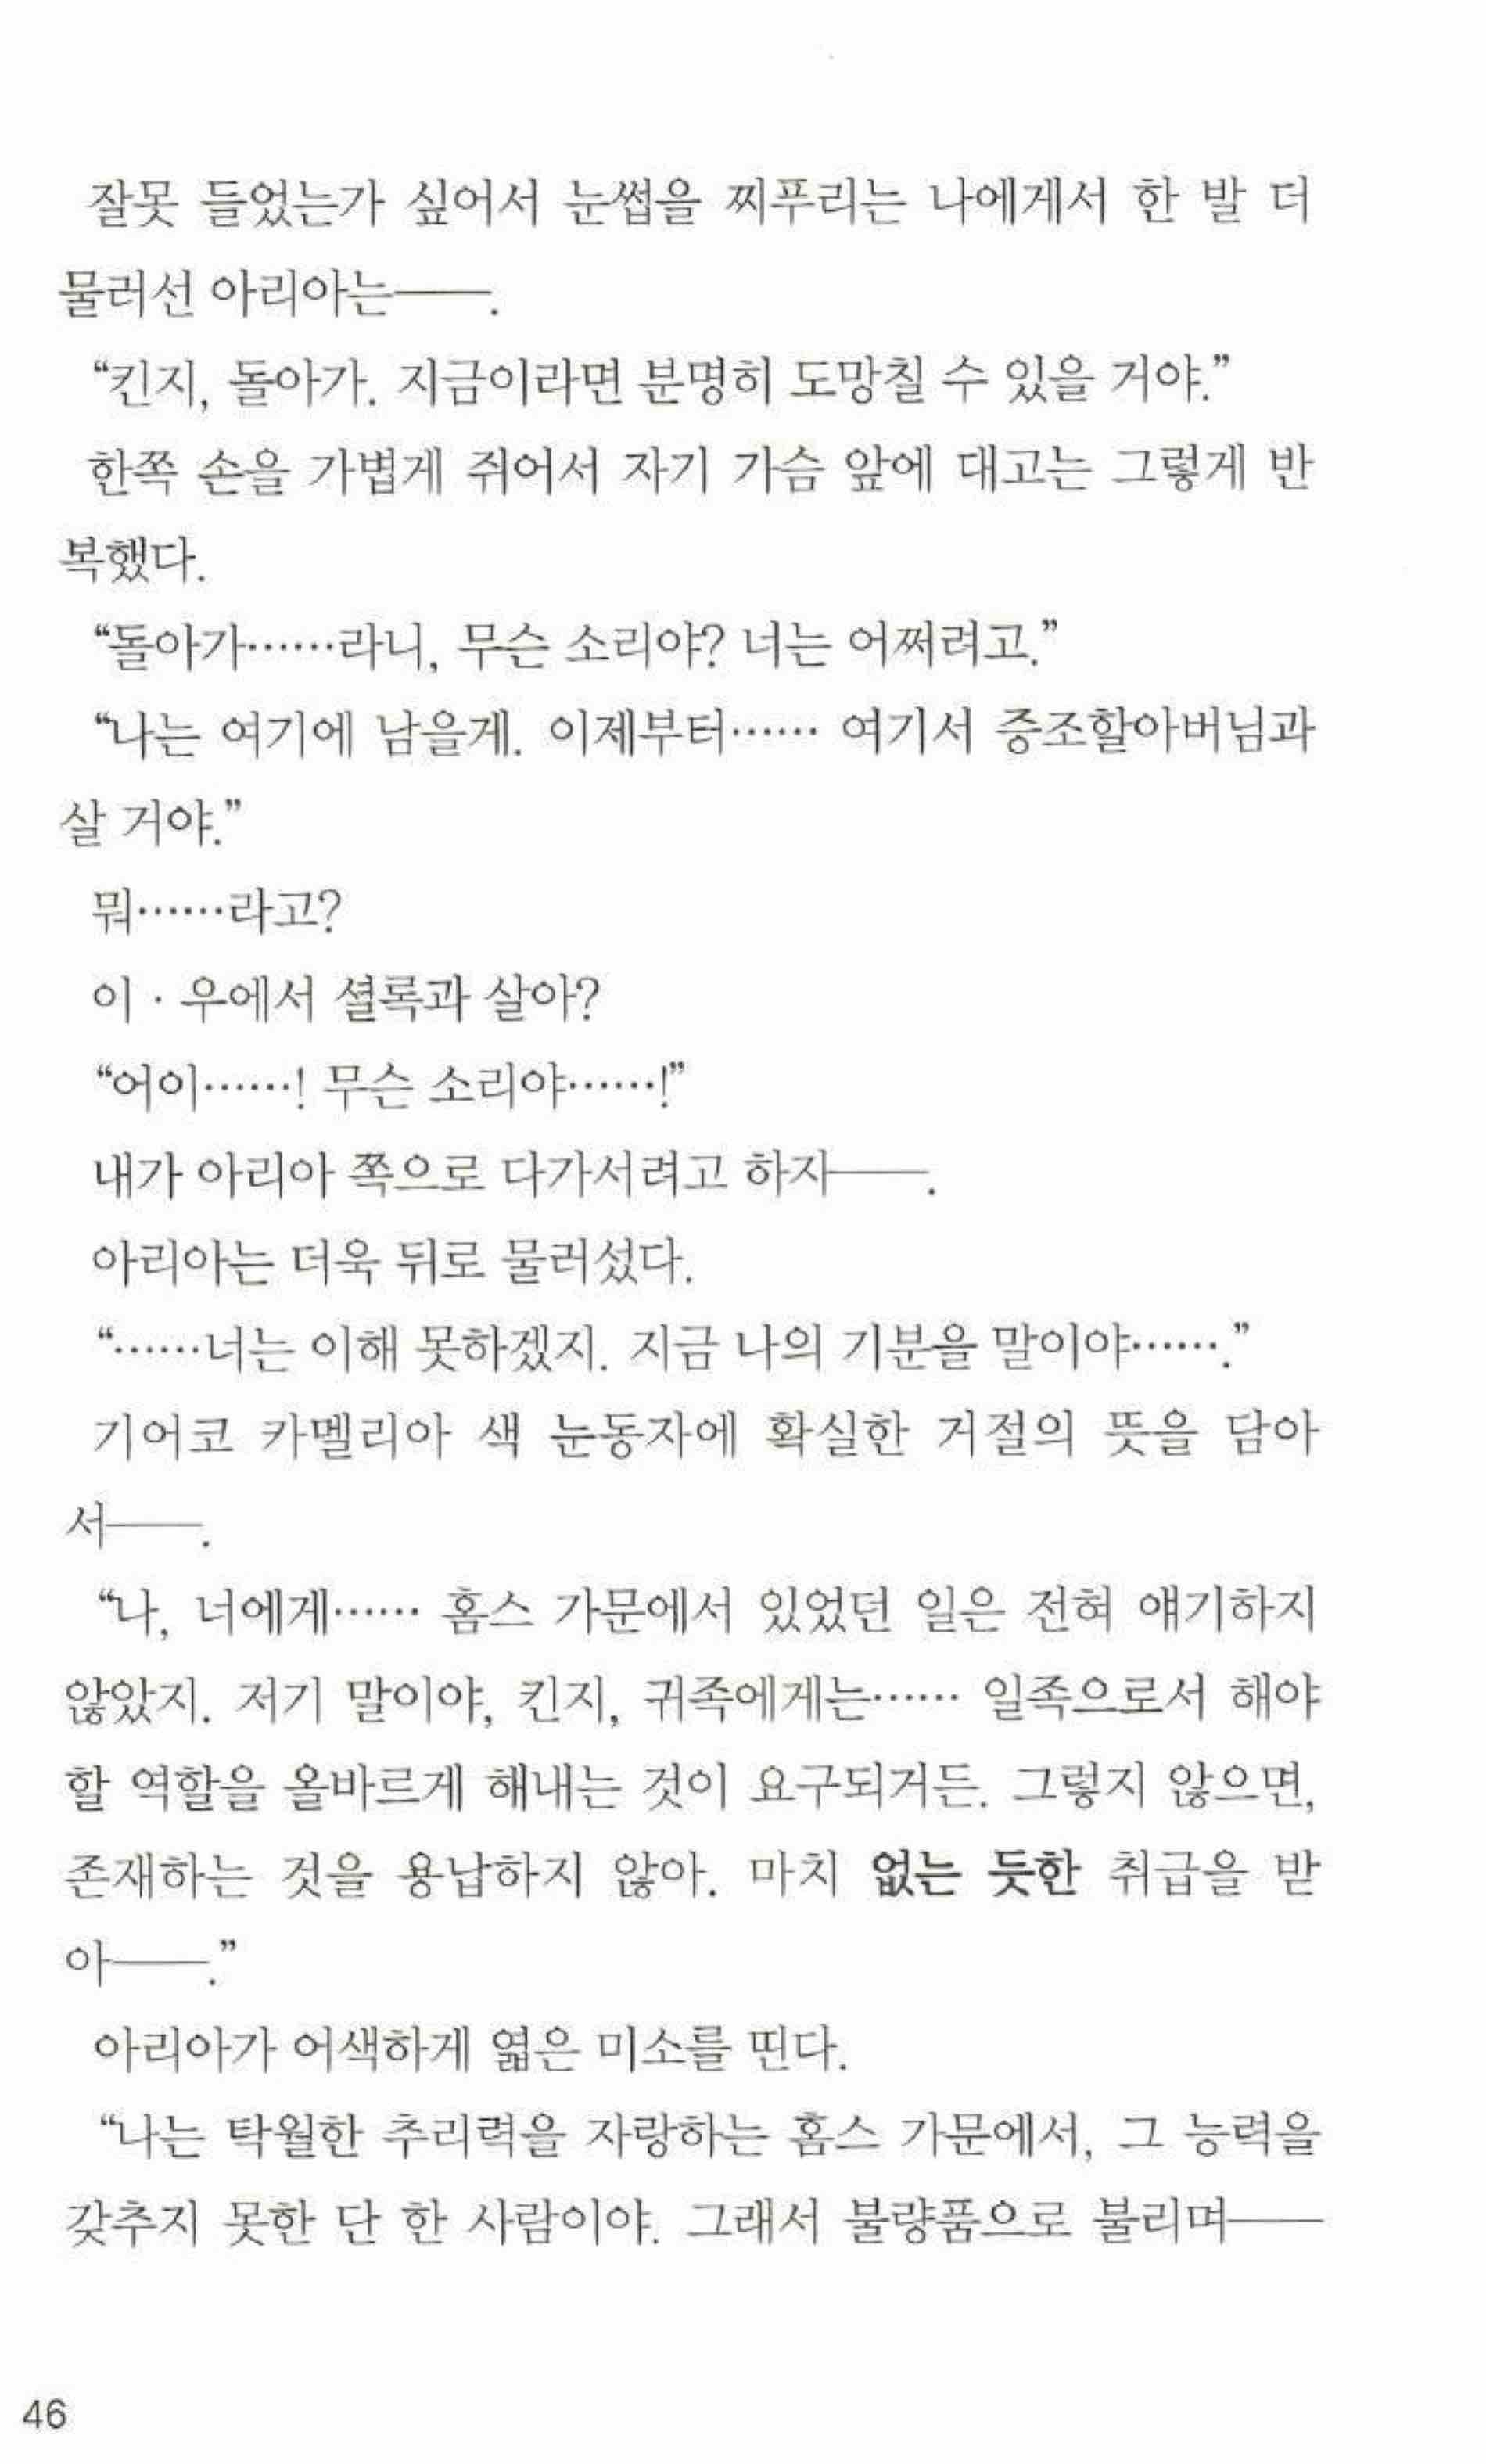 잘못 들었는가 싶어서 눈썹을 찌푸리는 나에게서 한 발 더
물러선 아리아는――.
“킨지, 돌아가. 지금이라면 분명히 도망칠 수 있을 거야.”
한쪽 손을 가볍게 쥐어서 자기 가슴 앞에 대고는 그렇게 반
복했다.
“돌아가……라니, 무슨 소리야? 너는 어쩌려고.”
“나는 여기에 남을게. 이제부터…… 여기서 증조할아버님과
살 거야.”
뭐……라고?
이 · 우에서 셜록과 살아?
“어이……! 무슨 소리야……!”
내가 아리아 쪽으로 다가서려고 하자――.
아리아는 더욱 뒤로 물러섰다.
“……너는 이해 못하겠지. 지금 나의 기분을 말이야…….”
기어코 카멜리아 색 눈동자에 확실한 거절의 뜻을 담아
서――.
“나, 너에게…… 홈스 가문에서 있었던 일은 전혀 얘기하지
않았지. 저기 말이야, 킨지, 귀족에게는…… 일족으로서 해야
할 역할을 올바르게 해내는 것이 요구되거든. 그렇지 않으면,
존재하는 것을 용납하지 않아. 마치 없는 듯한 취급을 받
아――.”
아리아가 어색하게 엷은 미소를 띤다.
“나는 탁월한 추리력을 자랑하는 홈스 가문에서, 그 능력을
갖추지 못한 단 한 사람이야. 그래서 불량품으로 불리며――
46